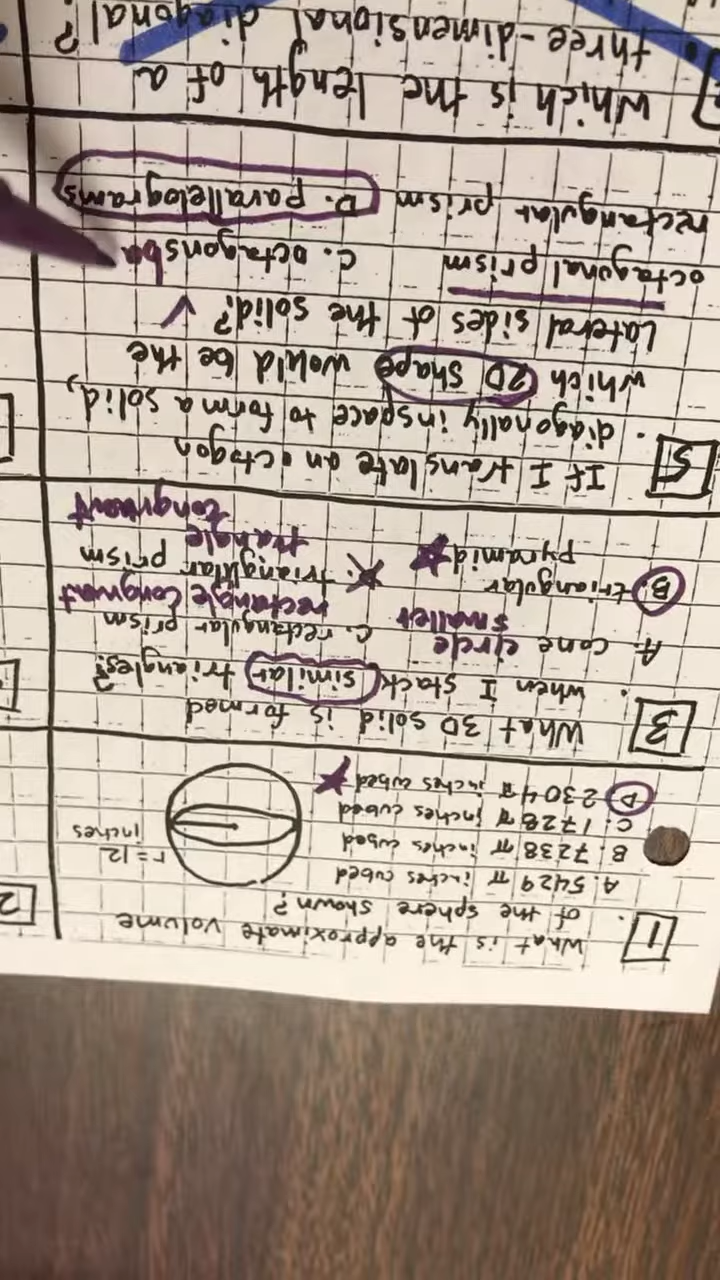 1. What is the approximate volume
of the sphere shown?
A. 5429 π inches cubed
B. 7238 π inches cubed
C. 1728 π inches cubed
D 2304 π inches cubed
r = 12
inches
2
3. What 3D solid is formed
when I stack similar triangles?
A. cone circle
smaller
B. triangular
pyramid
C. rectangular prism
rectangle congruent
triangular prism
triangle
congruent
5. If I translate an octagon
diagonally inspace to form a solid,
which 2D shape would be the
Lateral sides of the solid?
octagonal prism
rectangular prism
C. octagons ba
D. parallelograms
Which is the length of a
three-dimensional diagonal?